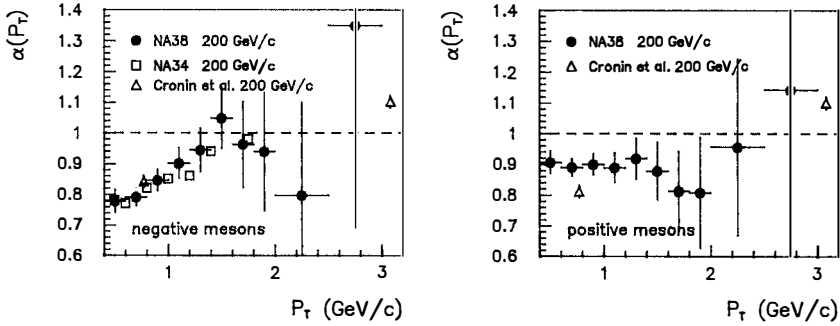 α(P_T)
1.4
1.3
1.2
1.1
1
0.9
0.8
0.7
0.6
NA38 200 GeV/c
NA34 200 GeV/c
Cronin et al. 200 GeV/c
negative mesons
1
2
3
P_T (GeV/c)
α(P_T)
1.4
1.3
1.2
1.1
1
0.9
0.8
0.7
0.6
NA38 200 GeV/c
Cronin et al. 200 GeV/c
positive mesons
1
2
3
P_T (GeV/c)